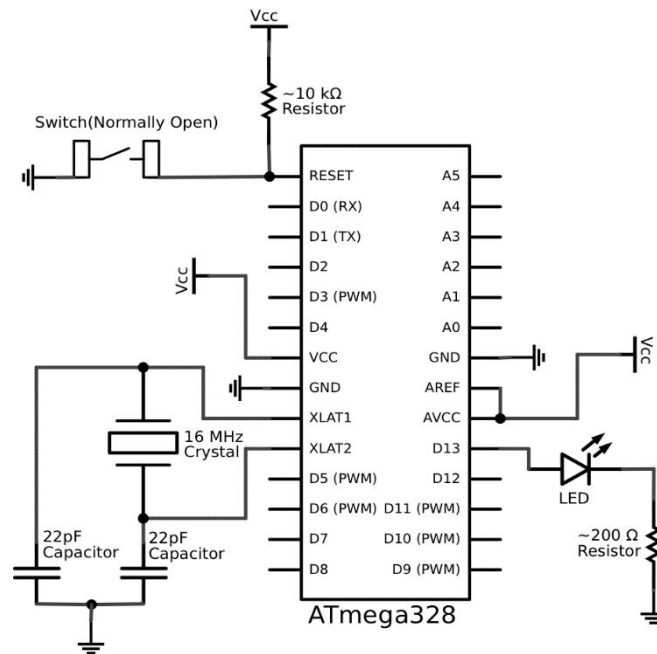 Vcc
~10 kΩ
Resistor
Switch(Normally Open)
RESET
A5
D0 (RX)
A4
D1 (TX)
A3
D2
A2
Vcc
D3 (PWM)
A1
D4
A0
Vcc
VCC
GND
GND
AREF
XLAT1
AVCC
16 MHz
Crystal
XLAT2
D13
D5 (PWM)
D12
LED
D6 (PWM)
D11 (PWM)
22pF
Capacitor
22pF
Capacitor
D7
D10 (PWM)
~200 Ω
Resistor
D8
D9 (PWM)
ATmega328